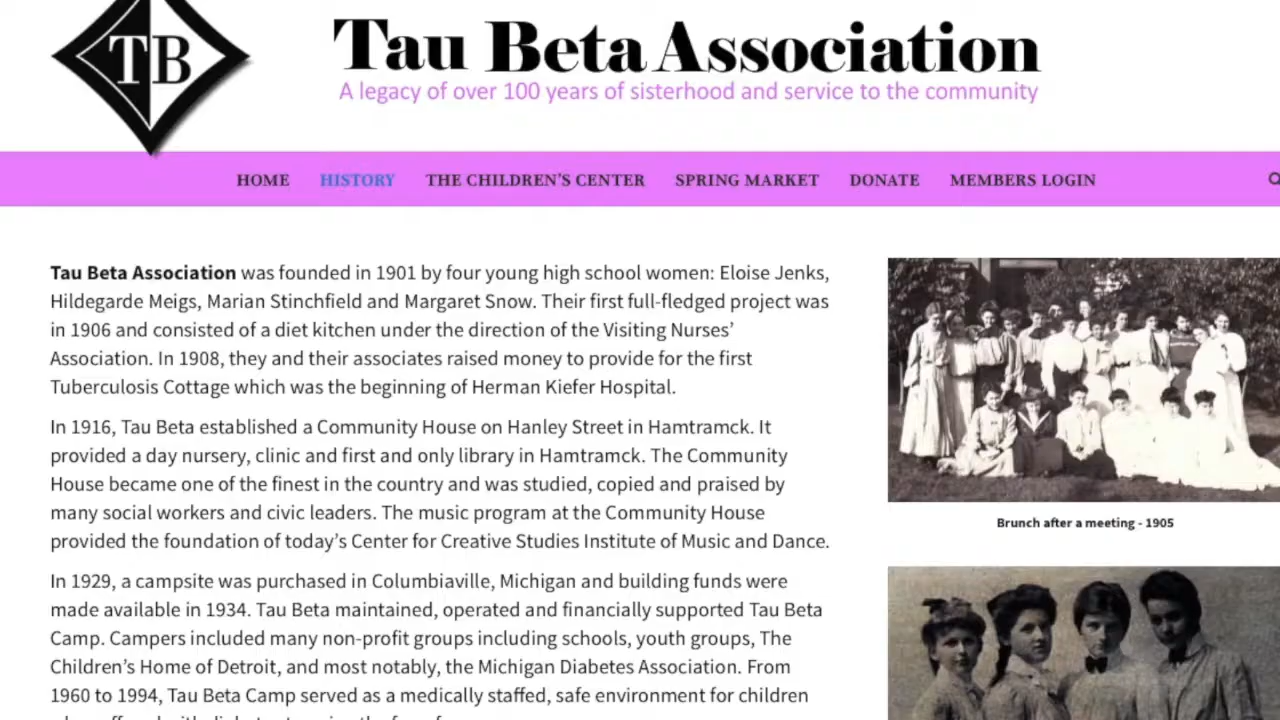 TB
Tau Beta Association
A legacy of over 100 years of sisterhood and service to the community
HOME HISTORY THE CHILDREN'S CENTER SPRING MARKET DONATE MEMBERS LOGIN
Tau Beta Association was founded in 1901 by four young high school women: Eloise Jenks,
Hildegarde Meigs, Marian Stinchfield and Margaret Snow. Their first full-fledged project was
in 1906 and consisted of a diet kitchen under the direction of the Visiting Nurses’
Association. In 1908, they and their associates raised money to provide for the first
Tuberculosis Cottage which was the beginning of Herman Kiefer Hospital.
In 1916, Tau Beta established a Community House on Hanley Street in Hamtramck. It
provided a day nursery, clinic and first and only library in Hamtramck. The Community
House became one of the finest in the country and was studied, copied and praised by
many social workers and civic leaders. The music program at the Community House
provided the foundation of today’s Center for Creative Studies Institute of Music and Dance.
In 1929, a campsite was purchased in Columbiaville, Michigan and building funds were
made available in 1934. Tau Beta maintained, operated and financially supported Tau Beta
Camp. Campers included many non-profit groups including schools, youth groups, The
Children’s Home of Detroit, and most notably, the Michigan Diabetes Association. From
1960 to 1994, Tau Beta Camp served as a medically staffed, safe environment for children
Brunch after a meeting - 1905